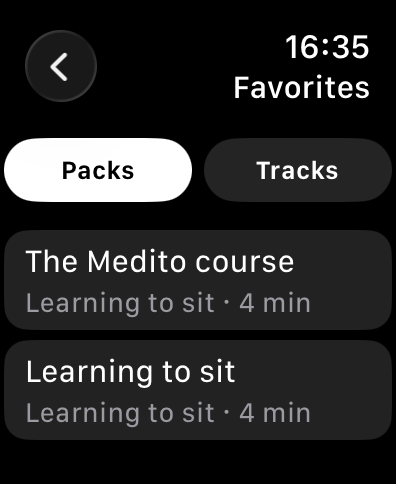 16:35
Favorites
Packs
Tracks
The Medito course
Learning to sit · 4 min
Learning to sit
Learning to sit · 4 min